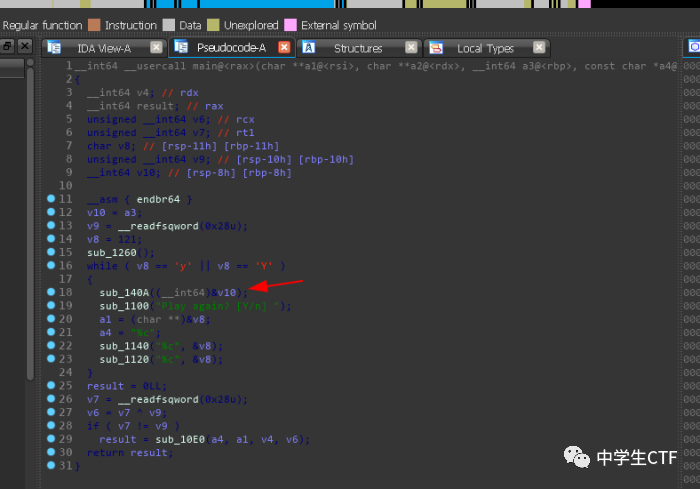 Regular function Instruction Data Unexplored External symbol
IDA View-A Pseudocode-A Structures Local Types
1 __int64 __usercall main@<rax>(char **a1@<rsi>, char **a2@<rdx>, __int64 a3@<rbp>, const char *a4@
2 {
3 __int64 v4; // rdx
4 __int64 result; // rax
5 unsigned __int64 v6; // rcx
6 unsigned __int64 v7; // rt1
7 char v8; // [rsp-11h] [rbp-11h]
8 unsigned __int64 v9; // [rsp-10h] [rbp-10h]
9 __int64 v10; // [rsp-8h] [rbp-8h]
10
11 __asm { endbr64 }
12 v10 = a3;
13 v9 = __readfsqword(0x28u);
14 v8 = 121;
15 sub_1260();
16 while ( v8 == 'y' || v8 == 'Y' )
17 {
18 sub_140A((__int64)&v10);
19 sub_1100("Play again? [Y/n] ");
20 a1 = (char **)&v8;
21 a4 = "%c";
22 sub_1140("%c", &v8);
23 sub_1120("%c", &v8);
24 }
25 result = 0LL;
26 v7 = __readfsqword(0x28u);
27 v6 = v7 ^ v9;
28 if ( v7 != v9 )
29 result = sub_10E0(a4, a1, v4, v6);
30 return result;
31 }
中学生CTF